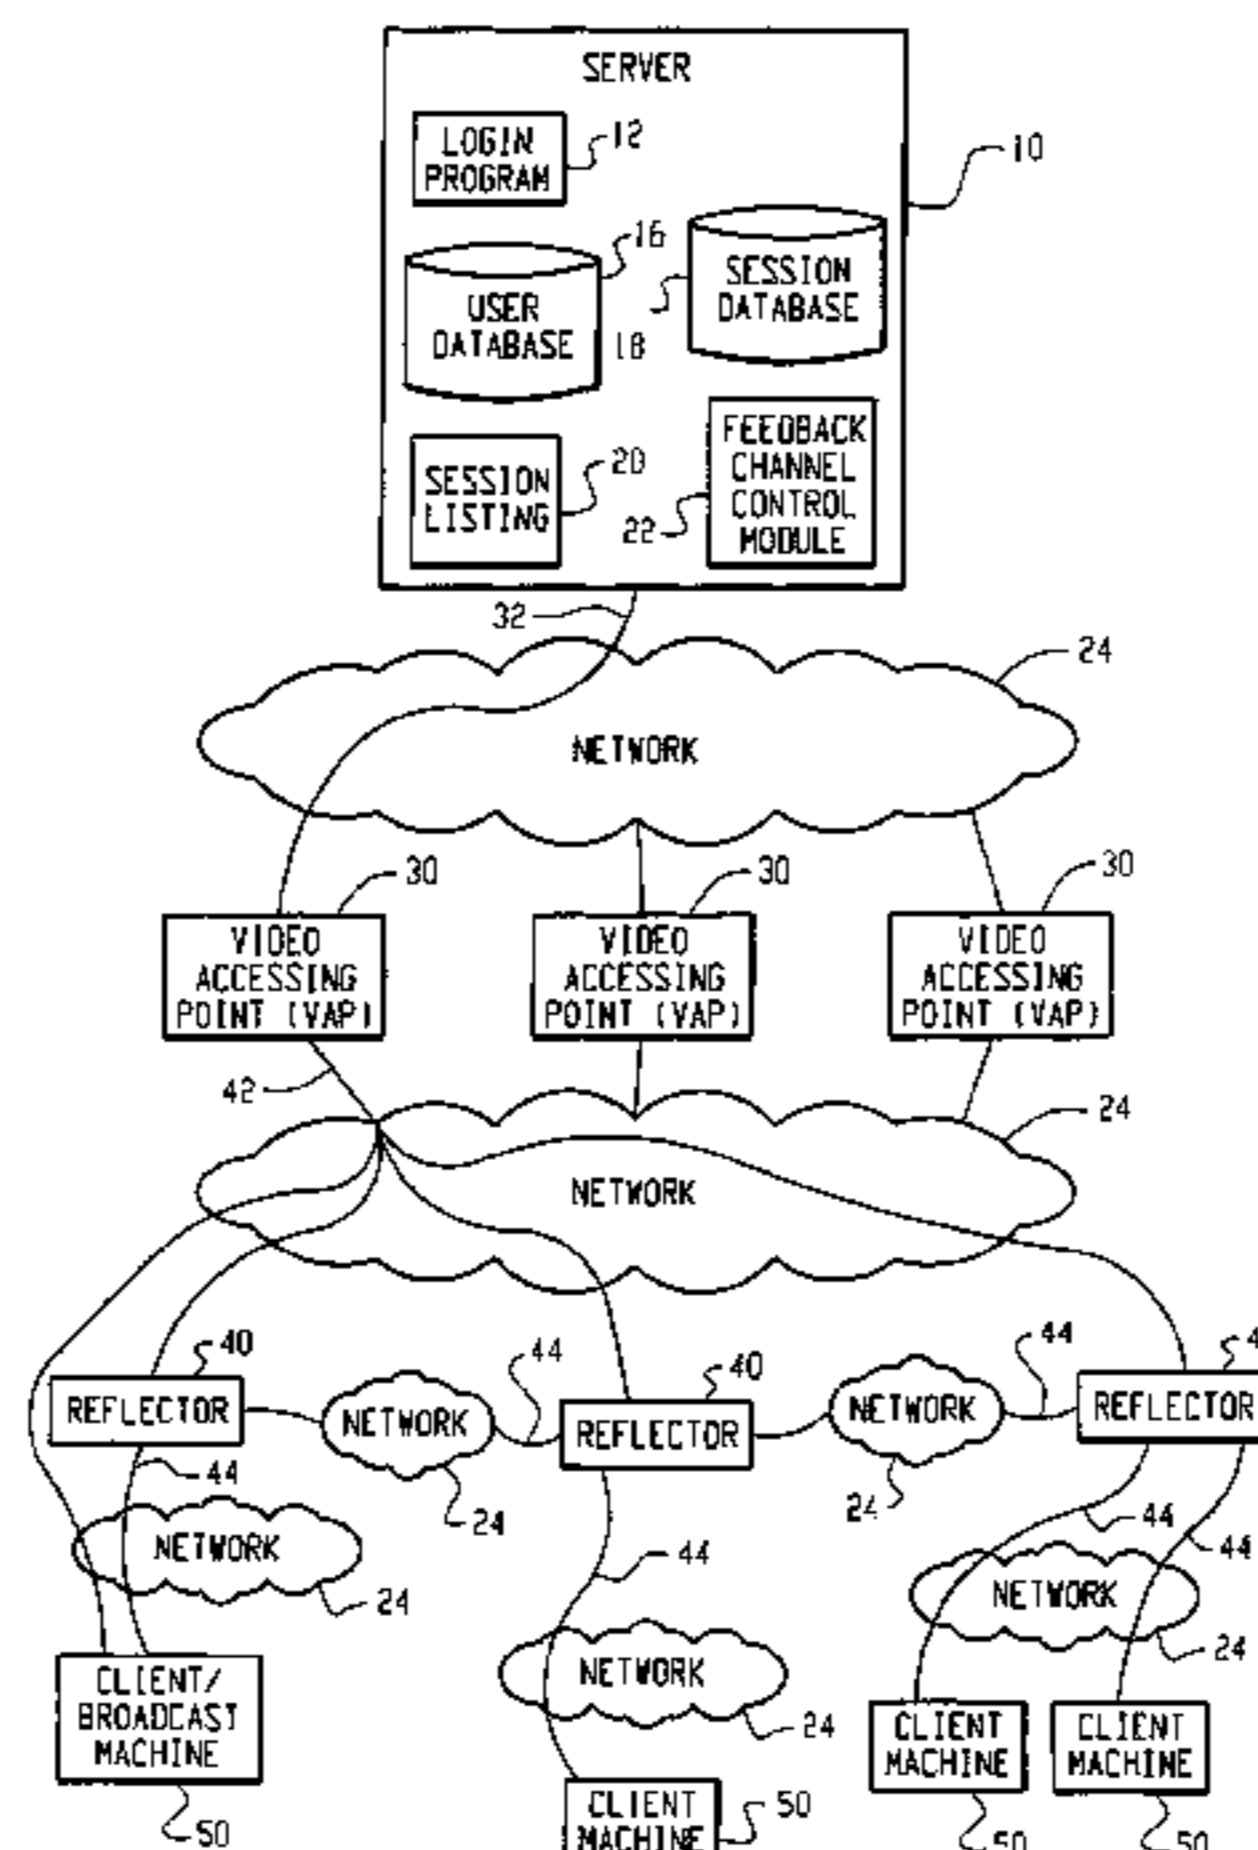 SERVER
LOGIN
PROGRAM
12
10
16
USER
DATABASE
18
SESSION
DATABASE
SESSION
LISTING
20
22
FEEDBACK
CHANNEL
CONTROL
MODULE
32
24
NETWORK
30
30
30
VIDEO
ACCESSING
POINT (VAP)
VIDEO
ACCESSING
POINT (VAP)
VIDEO
ACCESSING
POINT (VAP)
42
24
NETWORK
40
REFLECTOR
NETWORK
24
44
40
REFLECTOR
NETWORK
24
44
REFLECTOR
44
NETWORK
24
44
NETWORK
24
44
44
NETWORK
24
CLIENT/
BROADCAST
MACHINE
50
CLIENT
MACHINE
50
CLIENT
MACHINE
50
CLIENT
MACHINE
50